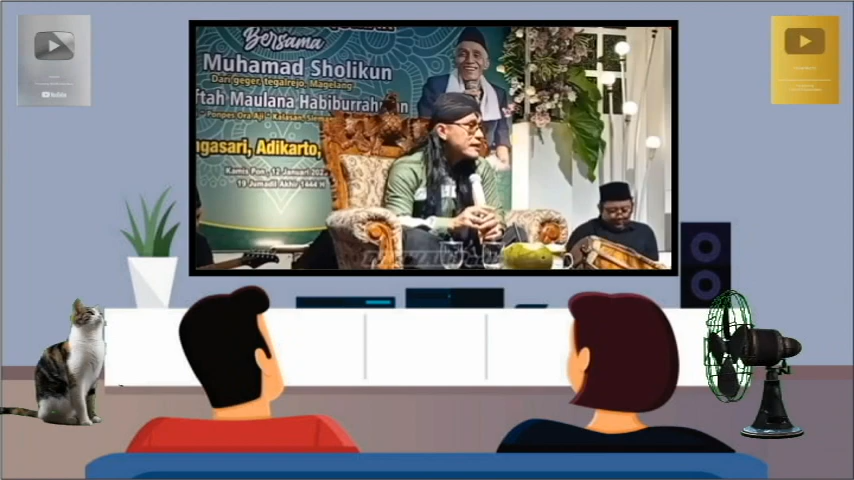 Bersama
Muhamad Sholikun
Dari geger, tegalrejo, Magelang
ftah Maulana Habiburrahman
Ponpes Ora Aji " Kalasan, Sleman
ngasari, Adikarto,
Kamis Pon, 12 Januari 202
19 Jumadil Akhir 1444 H
YouTube